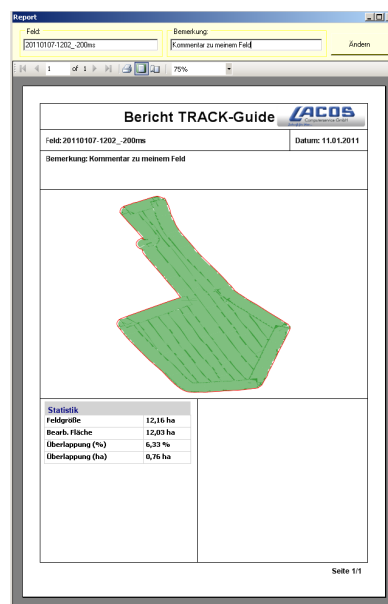 Report
Feld: Bemerkung:
20110107-1202_-200ms Kommentar zu meinem Feld Ändern
1 of 1 75%
Bericht TRACK-Guide LACOS
Computerservice GmbH
Feld: 20110107-1202_-200ms Datum: 11.01.2011
Bemerkung: Kommentar zu meinem Feld
Statistik
Feldgröße 12,16 ha
Bearb. Fläche 12,03 ha
Überlappung (%) 6,33 %
Überlappung (ha) 0,76 ha
Seite 1/1